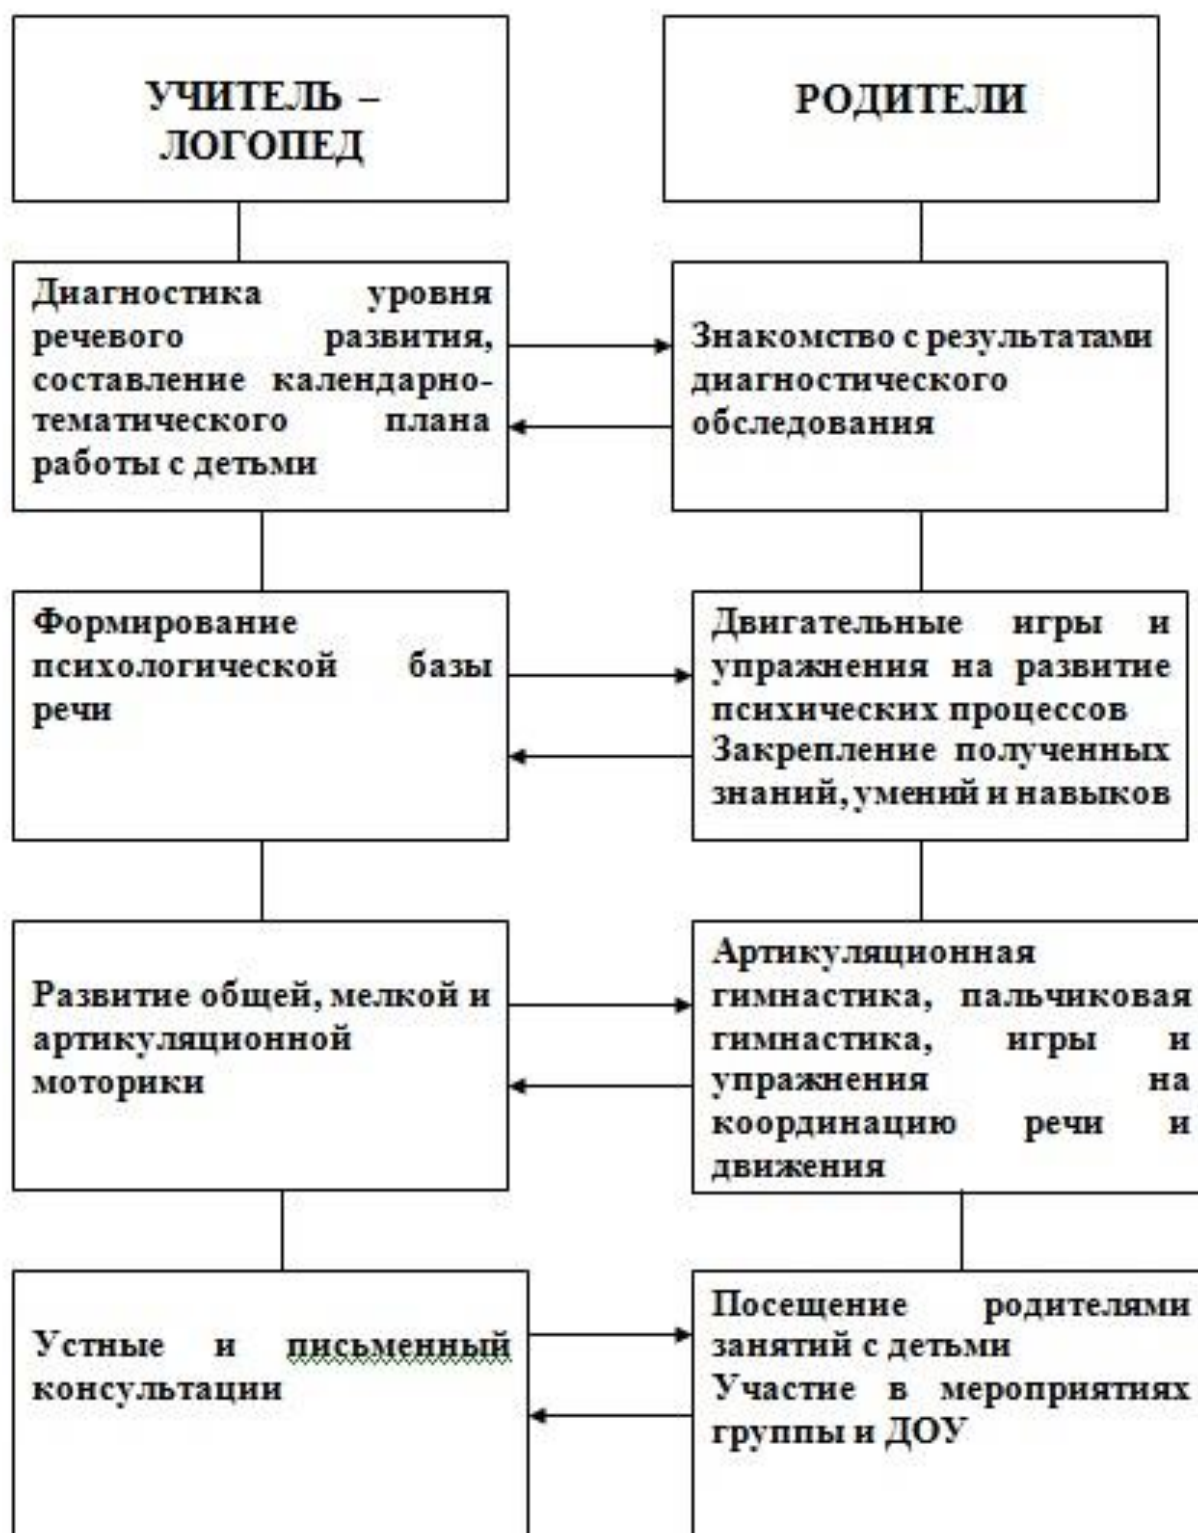 УЧИТЕЛЬ –
ЛОГОПЕД
РОДИТЕЛИ
Диагностика уровня
речевого развития,
составление календарно-
тематического плана
работы с детьми
Знакомство с результатами
диагностического
обследования
Формирование
психологической базы
речи
Двигательные игры и
упражнения на развитие
психических процессов
Закрепление полученных
знаний, умений и навыков
Развитие общей, мелкой и
артикуляционной
моторики
Артикуляционная
гимнастика, пальчиковая
гимнастика, игры и
упражнения на
координацию речи и
движения
Устные и письменный
консультации
Посещение родителями
занятий с детьми
Участие в мероприятиях
группы и ДОУ